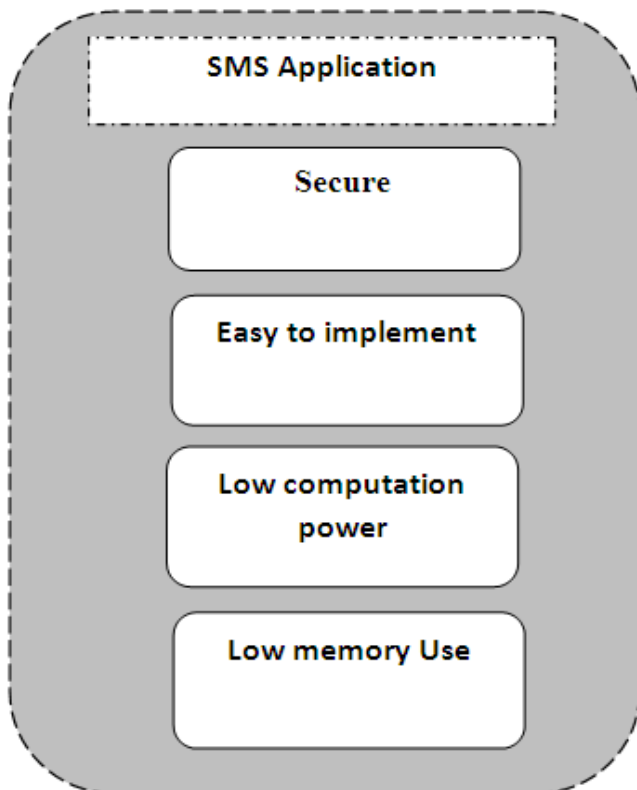 SMS Application
Secure
Easy to implement
Low computation
power
Low memory Use